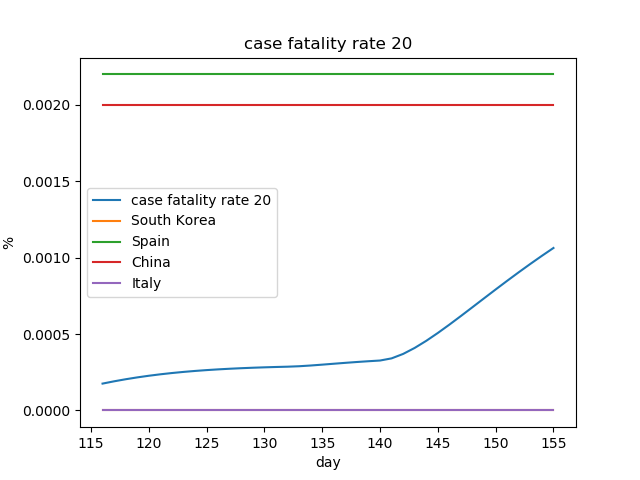 case fatality rate 20
%
0.0020
0.0015
0.0010
0.0005
0.0000
case fatality rate 20
South Korea
Spain
China
Italy
115 120 125 130 135 140 145 150 155
day